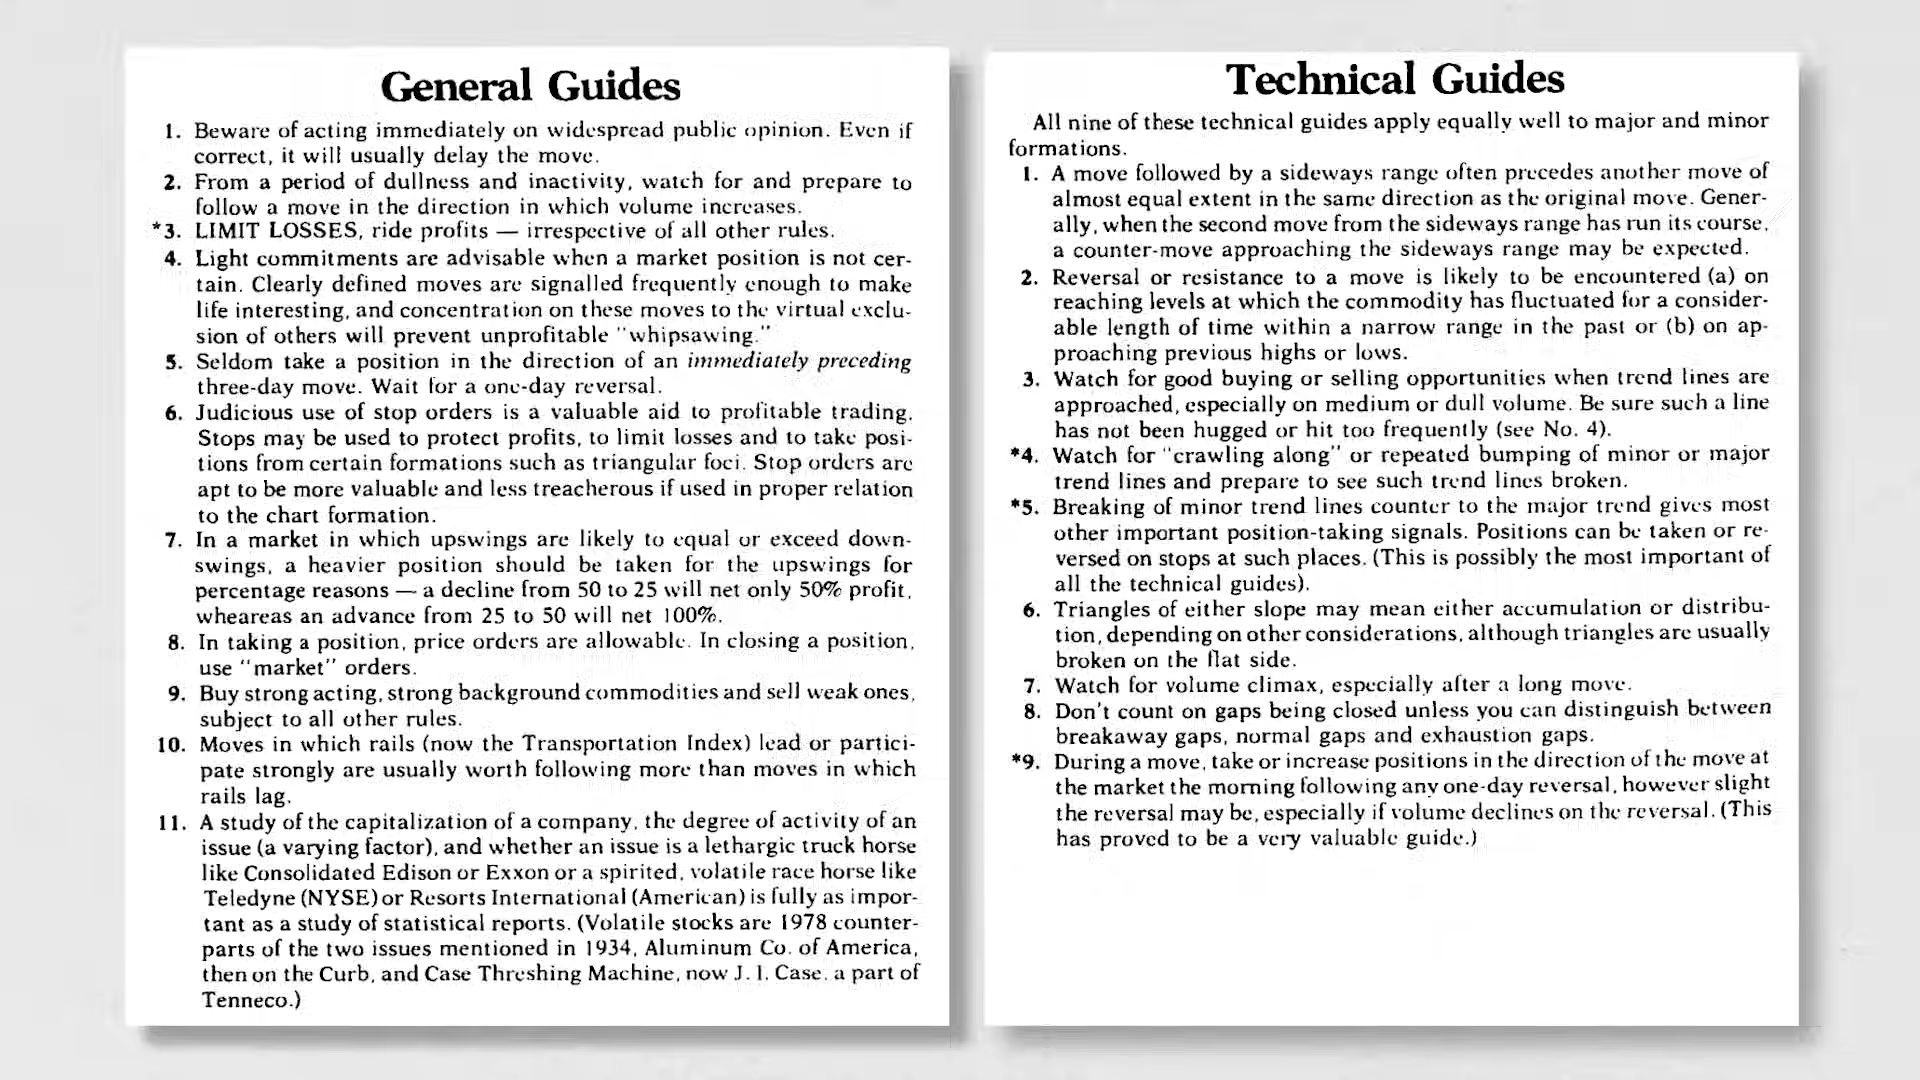 General Guides
1. Beware of acting immediately on widespread public opinion. Even if
correct, it will usually delay the move.
2. From a period of dullness and inactivity, watch for and prepare to
follow a move in the direction in which volume increases.
*3. LIMIT LOSSES, ride profits — irrespective of all other rules.
4. Light commitments are advisable when a market position is not cer-
tain. Clearly defined moves are signalled frequently enough to make
life interesting, and concentration on these moves to the virtual exclu-
sion of others will prevent unprofitable "whipsawing."
5. Seldom take a position in the direction of an immediately preceding
three-day move. Wait for a one-day reversal.
6. Judicious use of stop orders is a valuable aid to profitable trading.
Stops may be used to protect profits, to limit losses and to take posi-
tions from certain formations such as triangular foci. Stop orders are
apt to be more valuable and less treacherous if used in proper relation
to the chart formation.
7. In a market in which upswings are likely to equal or exceed down-
swings, a heavier position should be taken for the upswings for
percentage reasons — a decline from 50 to 25 will net only 50% profit,
wheareas an advance from 25 to 50 will net 100%.
8. In taking a position, price orders are allowable. In closing a position,
use "market" orders.
9. Buy strong acting, strong background commodities and sell weak ones,
subject to all other rules.
10. Moves in which rails (now the Transportation Index) lead or partici-
pate strongly are usually worth following more than moves in which
rails lag.
11. A study of the capitalization of a company, the degree of activity of an
issue (a varying factor), and whether an issue is a lethargic truck horse
like Consolidated Edison or Exxon or a spirited, volatile race horse like
Teledyne (NYSE) or Resorts International (American) is fully as impor-
tant as a study of statistical reports. (Volatile stocks are 1978 counter-
parts of the two issues mentioned in 1934, Aluminum Co. of America,
then on the Curb, and Case Threshing Machine, now J. I. Case, a part of
Tenneco.)
Technical Guides
All nine of these technical guides apply equally well to major and minor
formations.
1. A move followed by a sideways range often precedes another move of
almost equal extent in the same direction as the original move. Gener-
ally, when the second move from the sideways range has run its course,
a counter-move approaching the sideways range may be expected.
2. Reversal or resistance to a move is likely to be encountered (a) on
reaching levels at which the commodity has fluctuated for a consider-
able length of time within a narrow range in the past or (b) on ap-
proaching previous highs or lows.
3. Watch for good buying or selling opportunities when trend lines are
approached, especially on medium or dull volume. Be sure such a line
has not been hugged or hit too frequently (see No. 4).
*4. Watch for "crawling along" or repeated bumping of minor or major
trend lines and prepare to see such trend lines broken.
*5. Breaking of minor trend lines counter to the major trend gives most
other important position-taking signals. Positions can be taken or re-
versed on stops at such places. (This is possibly the most important of
all the technical guides).
6. Triangles of either slope may mean either accumulation or distribu-
tion, depending on other considerations, although triangles are usually
broken on the flat side.
7. Watch for volume climax, especially after a long move.
8. Don't count on gaps being closed unless you can distinguish between
breakaway gaps, normal gaps and exhaustion gaps.
*9. During a move, take or increase positions in the direction of the move at
the market the morning following any one-day reversal, however slight
the reversal may be, especially if volume declines on the reversal. (This
has proved to be a very valuable guide.)